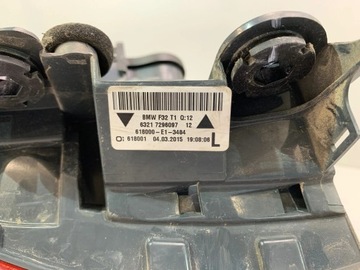 BMW F32 T1 Q:12
6321 7296097 12
618000-E1-3484
O: 618001 04.03.2015 19:08:06
L